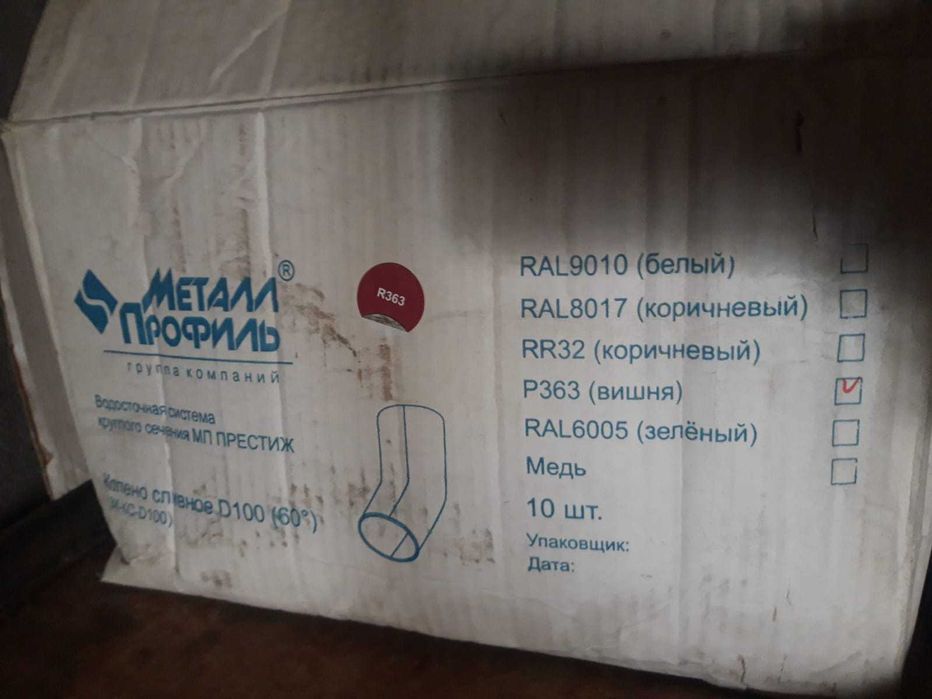 МЕТАЛЛ®
ПРОФИЛЬ
группа компаний
Водосточная система
круглого сечения МП ПРЕСТИЖ
Колено сливное D100 (60°)
R363
RAL9010 (белый)
RAL8017 (коричневый)
RR32 (коричневый)
Р363 (вишня)
RAL6005 (зелёный)
Медь
10 шт.
Упаковщик:
Дата: